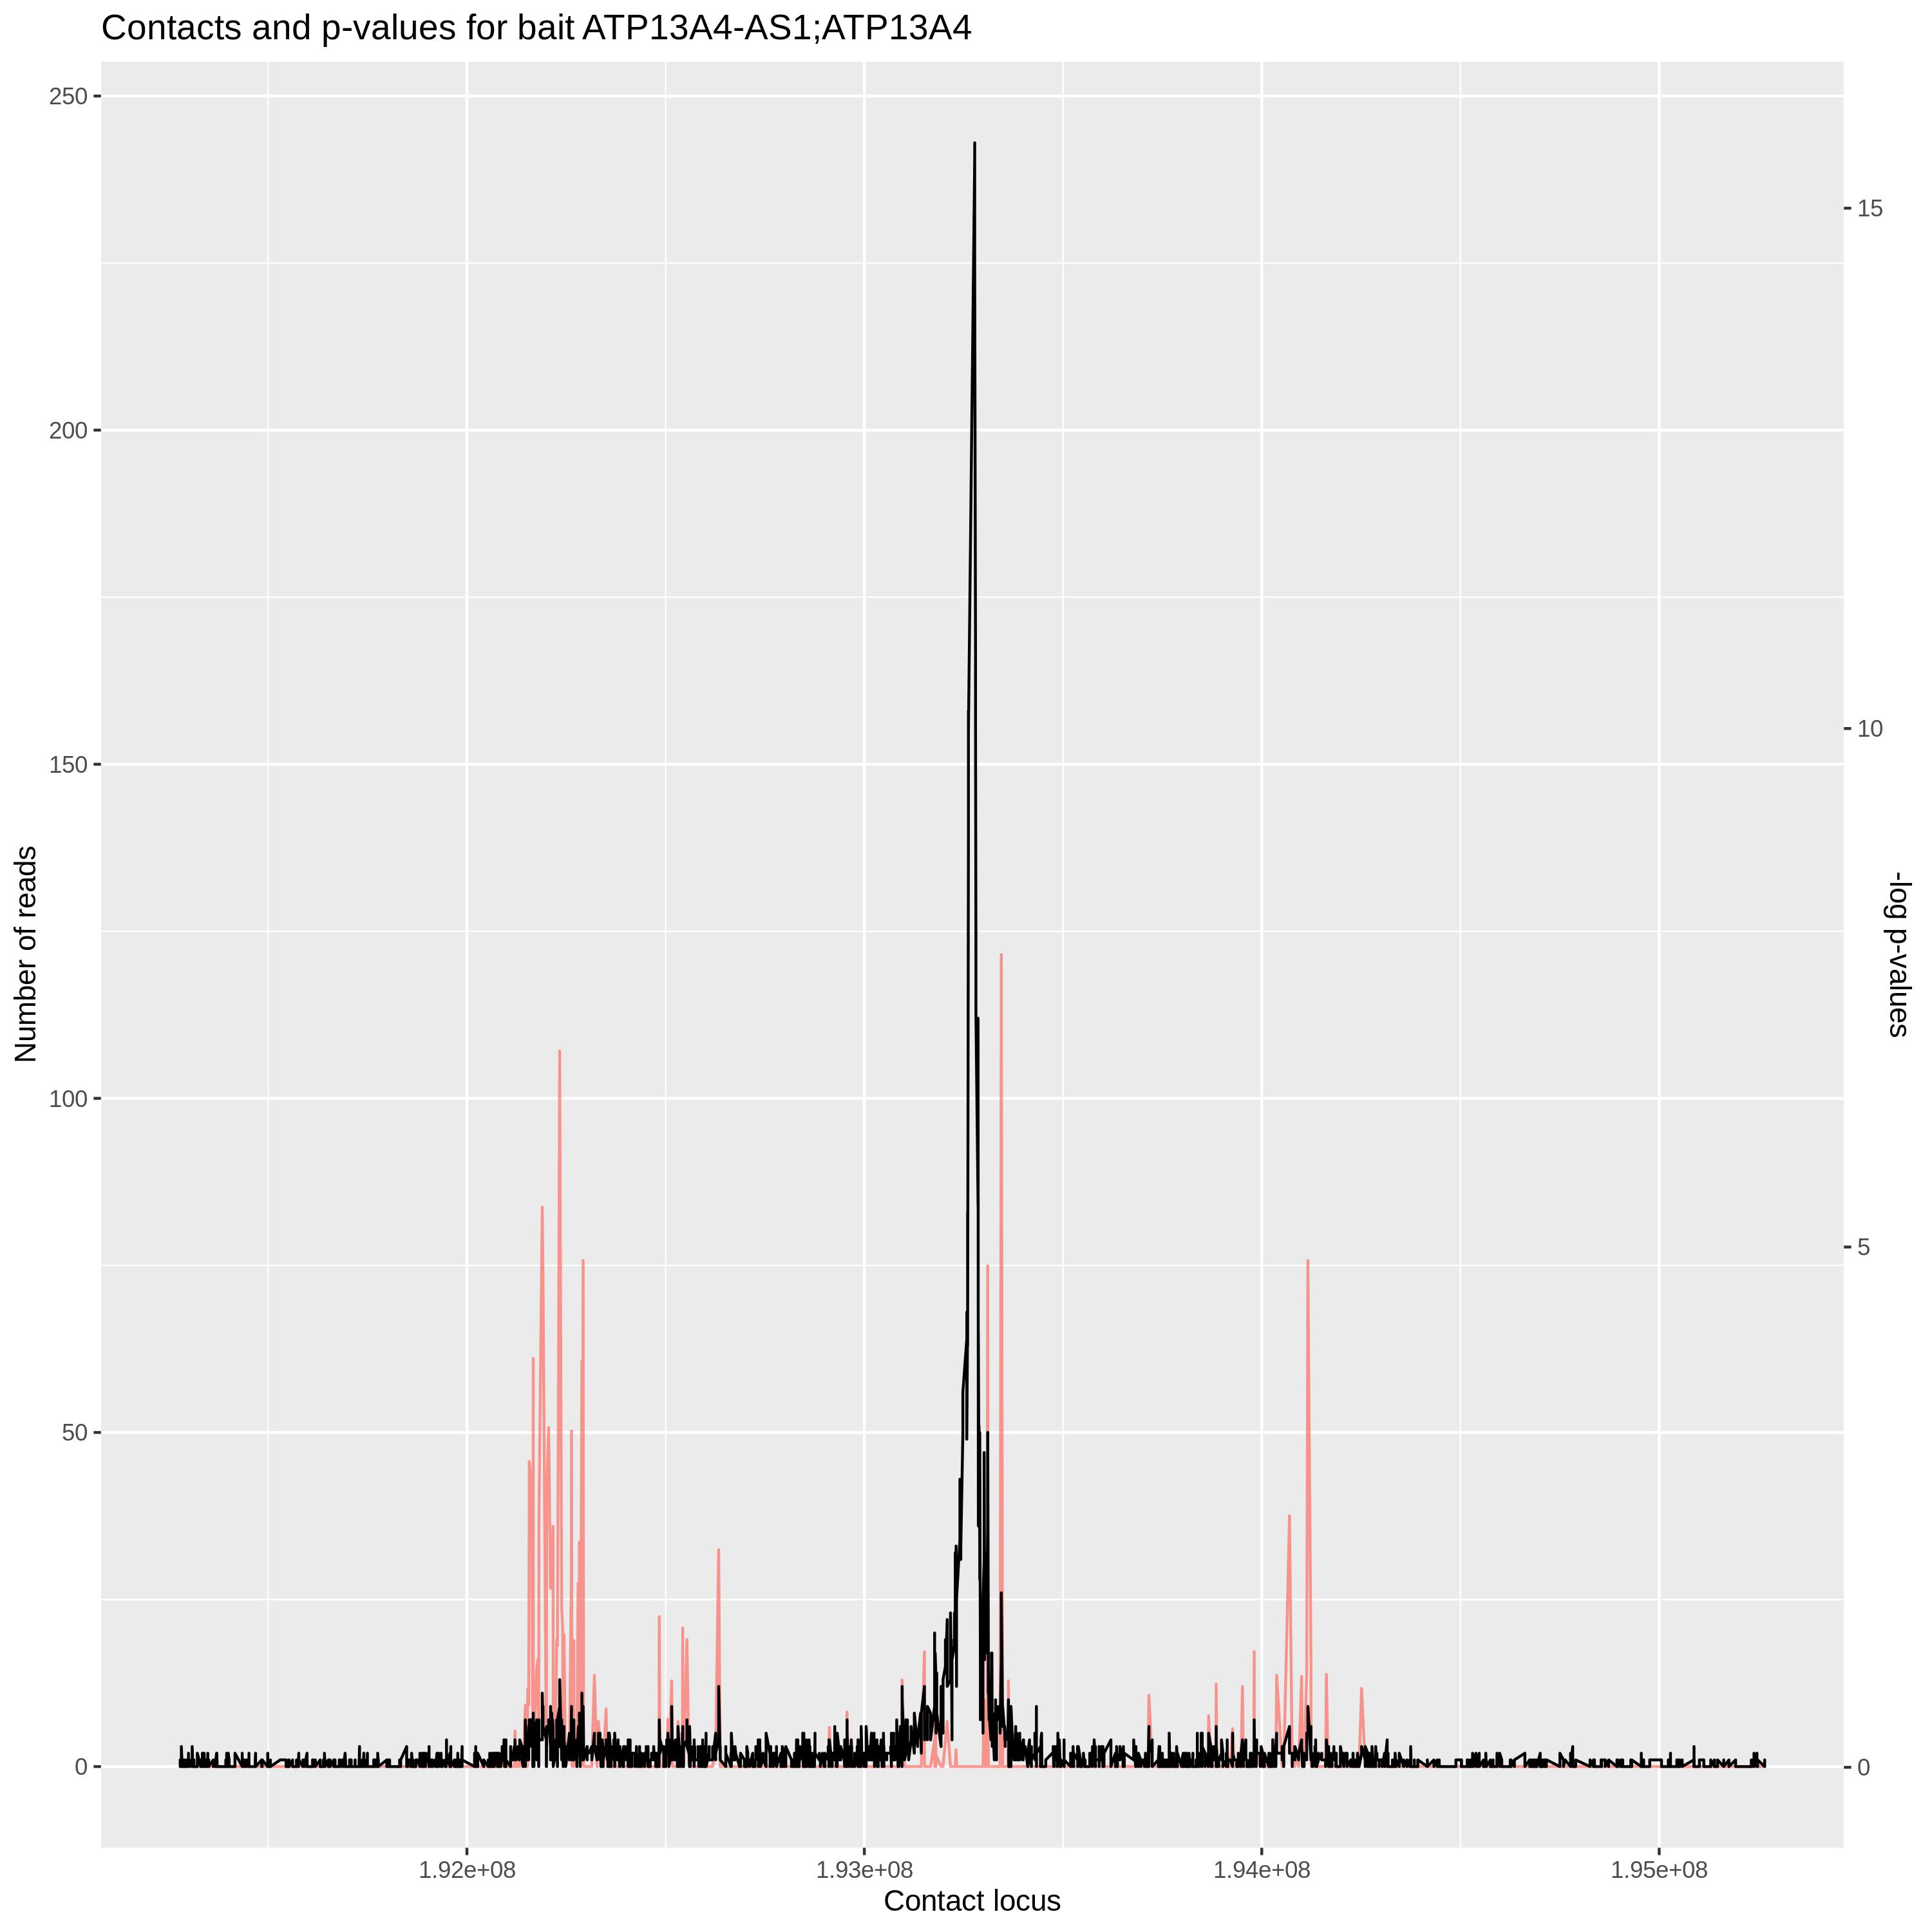 Contacts and p-values for bait ATP13A4-AS1;ATP13A4
250
200
150
100
50
0
Number of reads
15
10
5
0
-log p-values
1.92e+08
1.93e+08
1.94e+08
1.95e+08
Contact locus